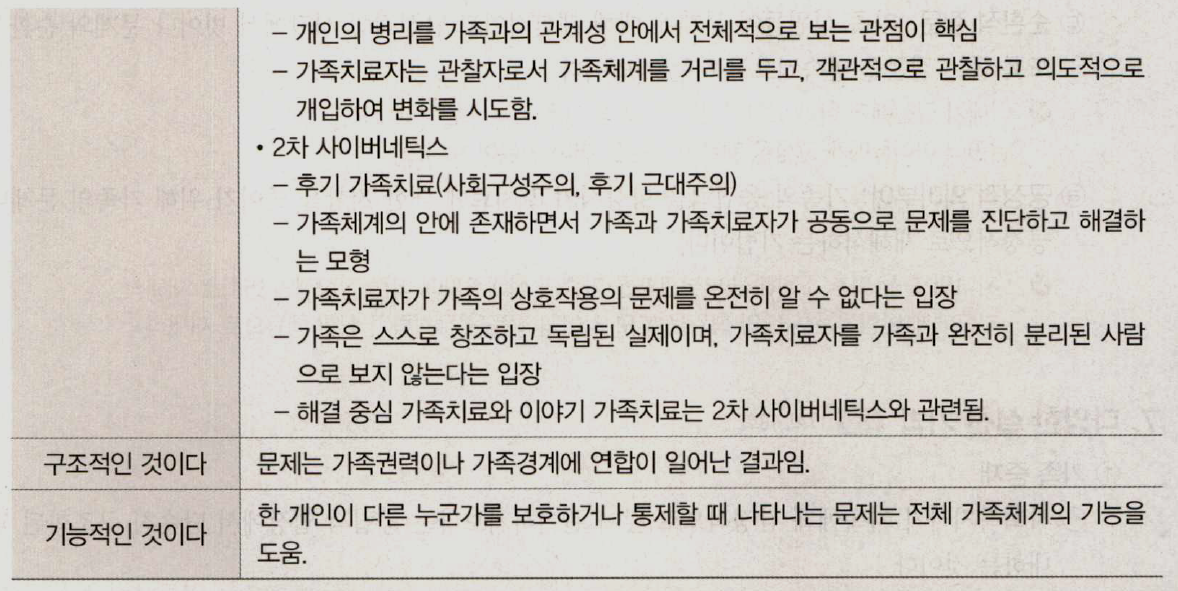 – 개인의 병리를 가족과의 관계성 안에서 전체적으로 보는 관점이 핵심
– 가족치료자는 관찰자로서 가족체계를 거리를 두고, 객관적으로 관찰하고 의도적으로
개입하여 변화를 시도함.
• 2차 사이버네틱스
– 후기 가족치료(사회구성주의, 후기 근대주의)
– 가족체계의 안에 존재하면서 가족과 가족치료자가 공동으로 문제를 진단하고 해결하
는 모형
– 가족치료자가 가족의 상호작용의 문제를 온전히 알 수 없다는 입장
– 가족은 스스로 창조하고 독립된 실제이며, 가족치료자를 가족과 완전히 분리된 사람
으로 보지 않는다는 입장
– 해결 중심 가족치료와 이야기 가족치료는 2차 사이버네틱스와 관련됨.
구조적인 것이다
문제는 가족권력이나 가족경계에 연합이 일어난 결과임.
기능적인 것이다
한 개인이 다른 누군가를 보호하거나 통제할 때 나타나는 문제는 전체 가족체계의 기능을
도움.